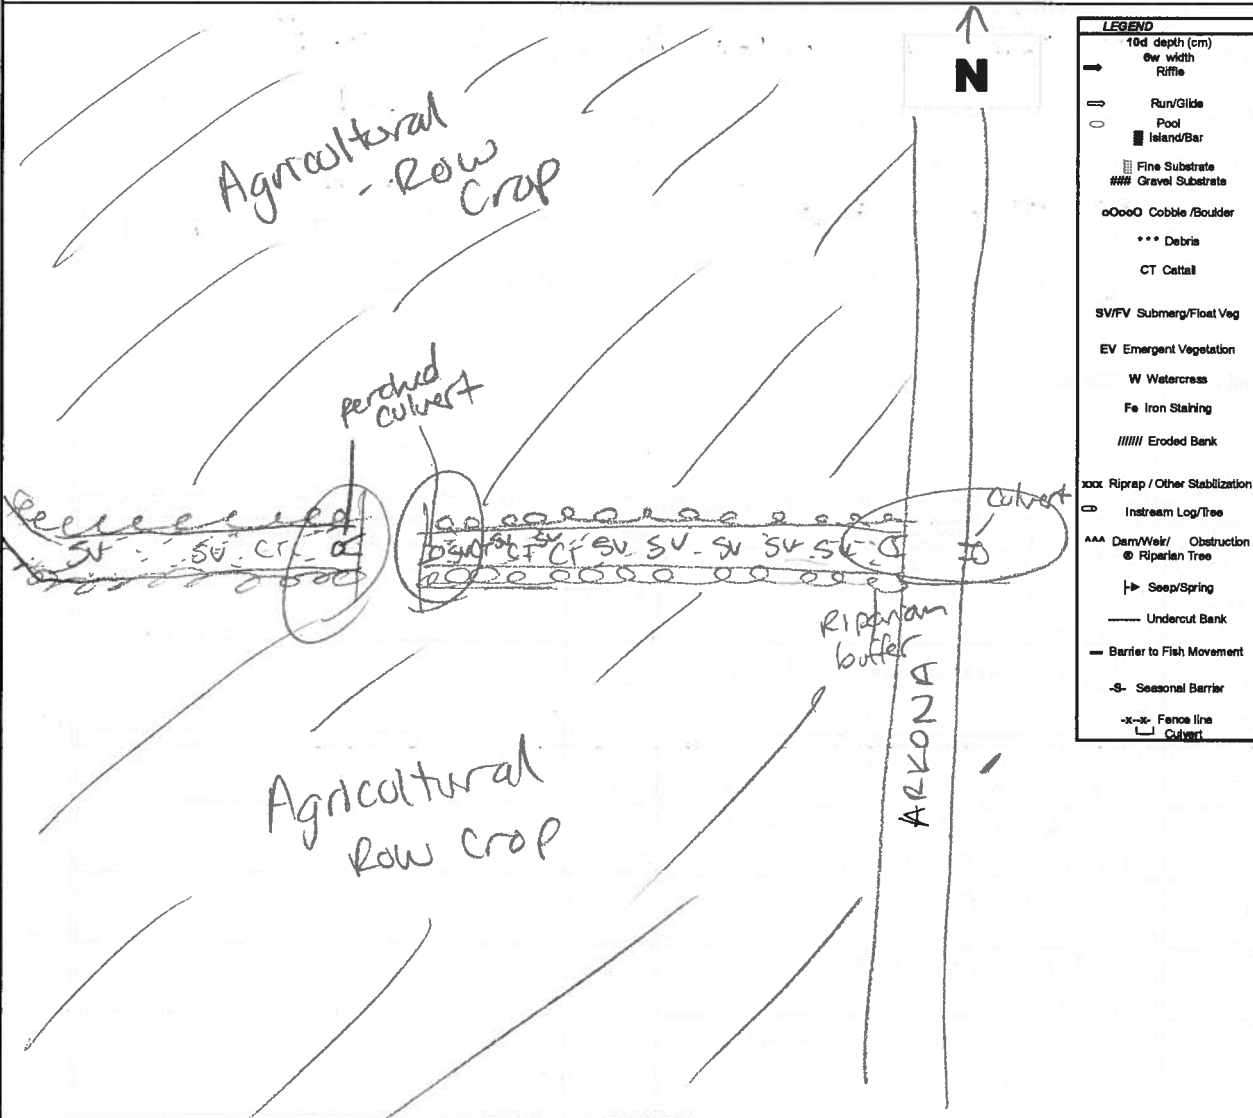 N
LEGEND
10d depth (cm)
6w width
Riffle
Run/Glide
Pool
Island/Bar
Fine Substrate
### Gravel Substrate
oOooO Cobble /Boulder
*** Debris
CT Cattail
SV/FV Submerg/Float Veg
EV Emergent Vegetation
W Watercress
Fe Iron Staining
/////// Eroded Bank
xxx Riprap / Other Stabilization
Instream Log/Tree
^^^ Dam/Weir/ Obstruction
Riparian Tree
Seep/Spring
Undercut Bank
Barrier to Fish Movement
-S- Seasonal Barrier
-x--x- Fence line
Culvert
Agricultural
- Row
Crop
perched
culvert
culvert
SV SV CT
SV CT SV CT SV SV SV SV SV
Riparian
buffer
ARKONA
Agricultural
Row Crop